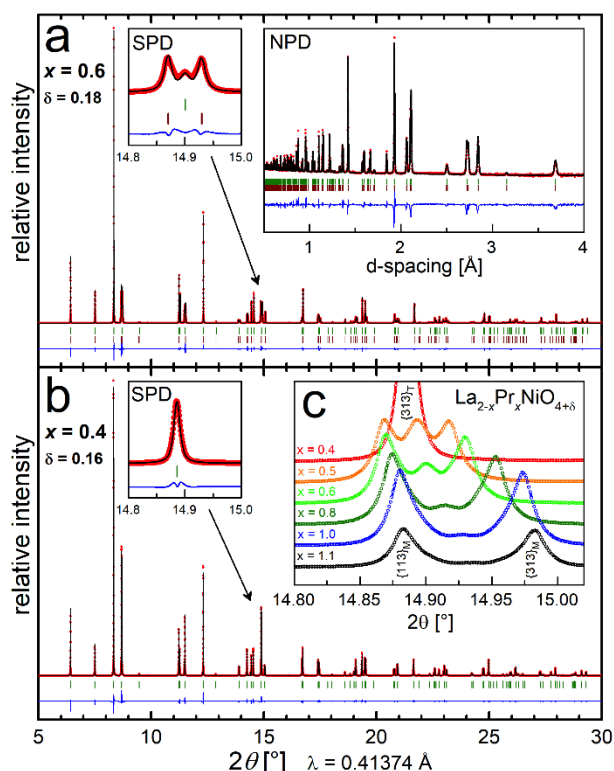 a
x = 0.6
δ = 0.18
SPD
14.8 14.9 15.0
NPD
1 2 3 4
d-spacing [Å]
relative intensity
b
x = 0.4
δ = 0.16
SPD
14.8 14.9 15.0
c
La2-xPrxNiO4+δ
{313}T
x = 0.4
x = 0.5
x = 0.6
x = 0.8
x = 1.0
x = 1.1
{113}M
{313}M
14.80 14.85 14.90 14.95 15.00
2θ [°]
relative intensity
5 10 15 20 25 30
2θ [°] λ = 0.41374 Å